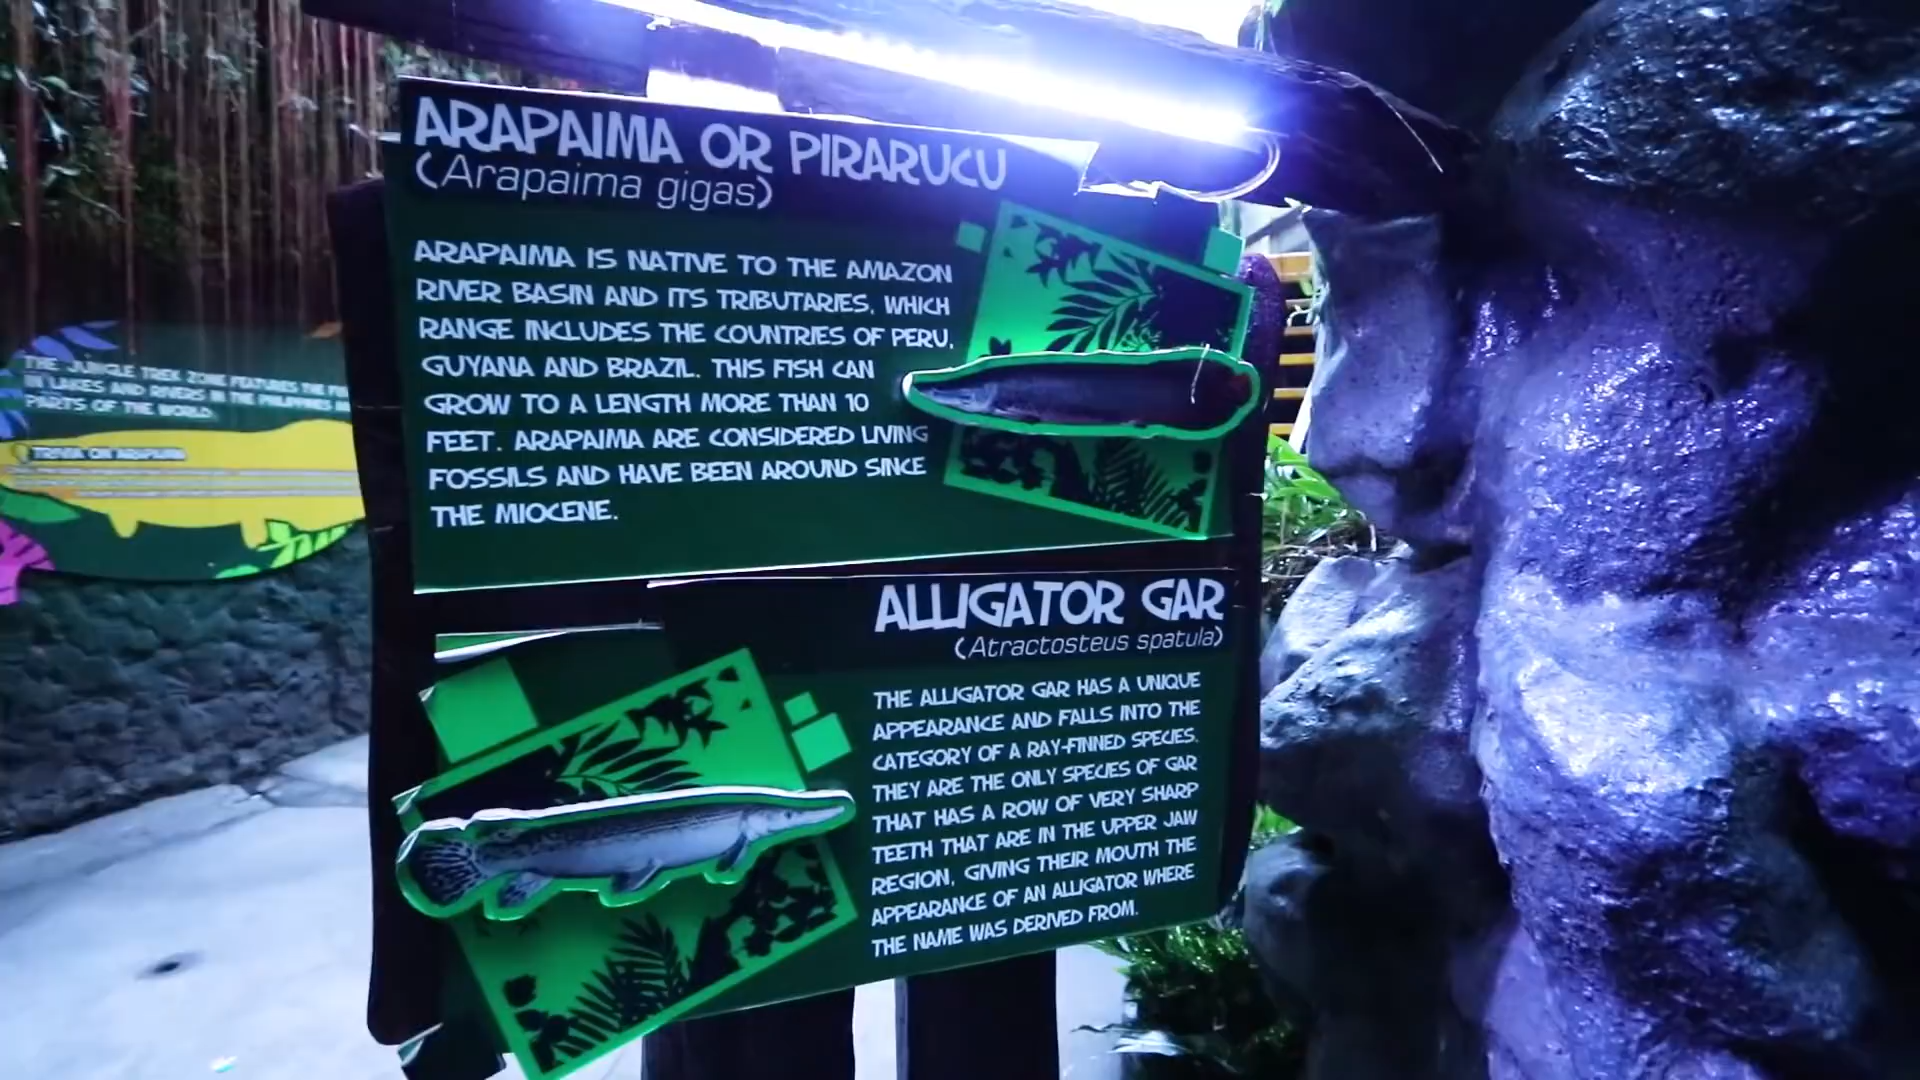 ARAPAIMA OR PIRARUCU
(Arapaima gigas)
ARAPAIMA IS NATIVE TO THE AMAZON
RIVER BASIN AND ITS TRIBUTARIES, WHICH
RANGE INCLUDES THE COUNTRIES OF PERU,
GUYANA AND BRAZIL. THIS FISH CAN
GROW TO A LENGTH MORE THAN 10
FEET. ARAPAIMA ARE CONSIDERED LIVING
FOSSILS AND HAVE BEEN AROUND SINCE
THE MIOCENE.
ALLIGATOR GAR
(Atractosteus spatula)
THE ALLIGATOR GAR HAS A UNIQUE
APPEARANCE AND FALLS INTO THE
CATEGORY OF A RAY-FINNED SPECIES.
THEY ARE THE ONLY SPECIES OF GAR
THAT HAS A ROW OF VERY SHARP
TEETH THAT ARE IN THE UPPER JAW
REGION, GIVING THEIR MOUTH THE
APPEARANCE OF AN ALLIGATOR WHERE
THE NAME WAS DERIVED FROM.
THE JUNGLE TREK ZONE FEATURES THE
IN LAKES AND RIVERS IN THE PHILIPPINES
PARTS OF THE WORLD.
TRIVIA ON ARAPAIMA